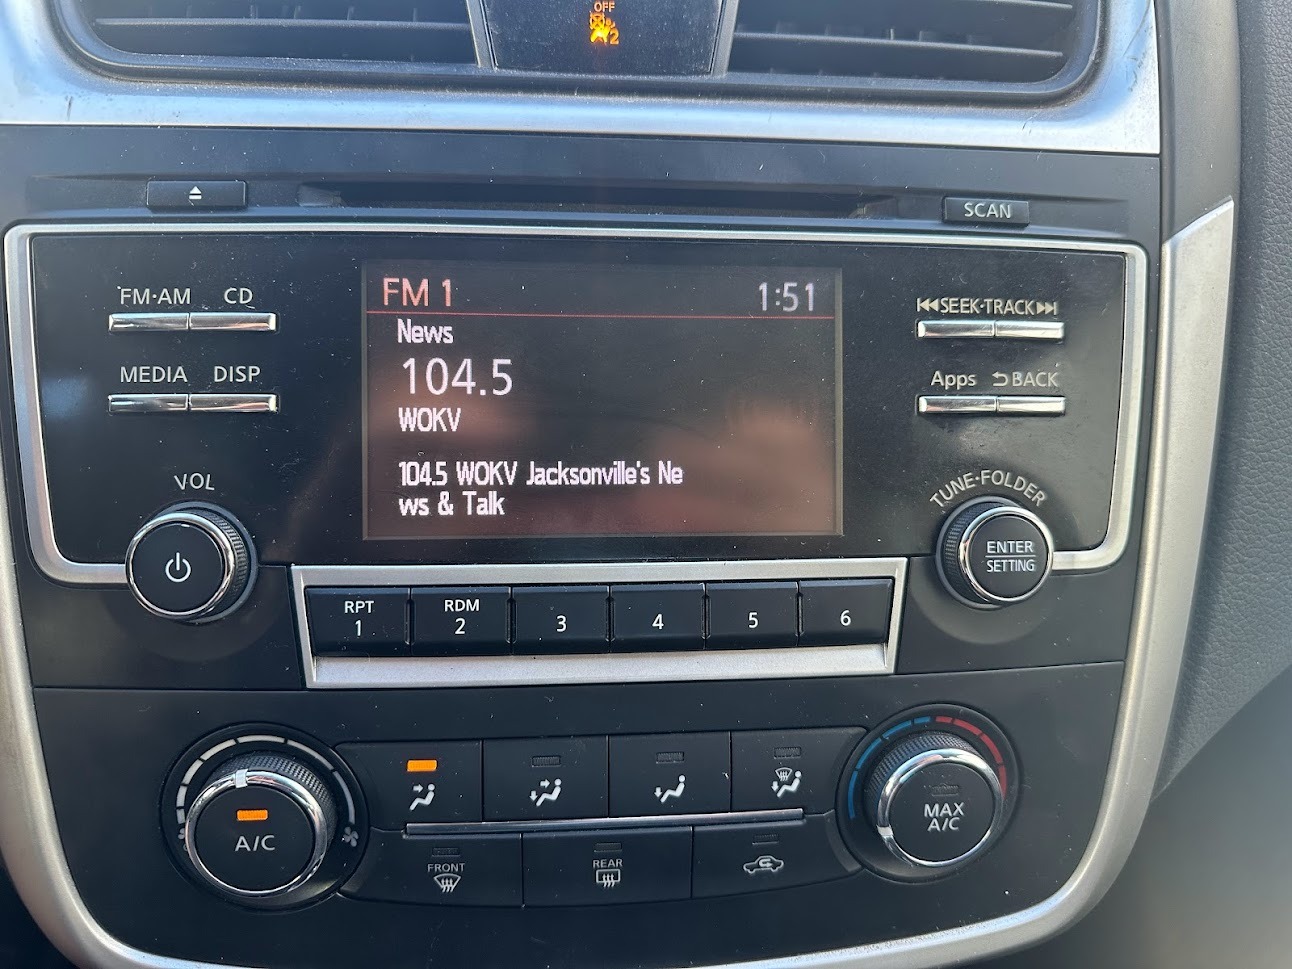 OFF
2
SCAN
FM·AM CD
MEDIA DISP
VOL
FM 1 1:51
News
104.5
WOKV
104.5 WOKV Jacksonville's Ne
ws & Talk
SEEK·TRACK
Apps BACK
TUNE·FOLDER
ENTER
SETTING
RPT
1
RDM
2
3
4
5
6
A/C
MAX
A/C
FRONT
REAR